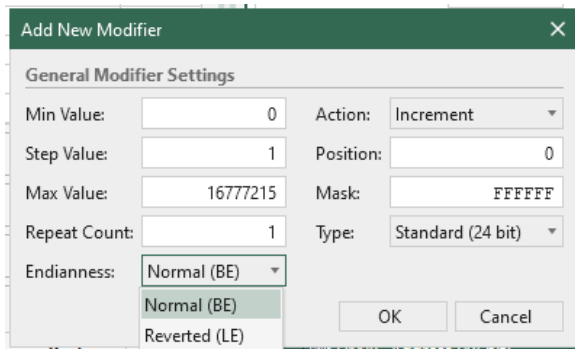 Add New Modifier
General Modifier Settings
Min Value: 0 Action: Increment
Step Value: 1 Position: 0
Max Value: 16777215 Mask: FFFFFF
Repeat Count: 1 Type: Standard (24 bit)
Endianness: Normal (BE)
Normal (BE)
OK Cancel
Reverted (LE)